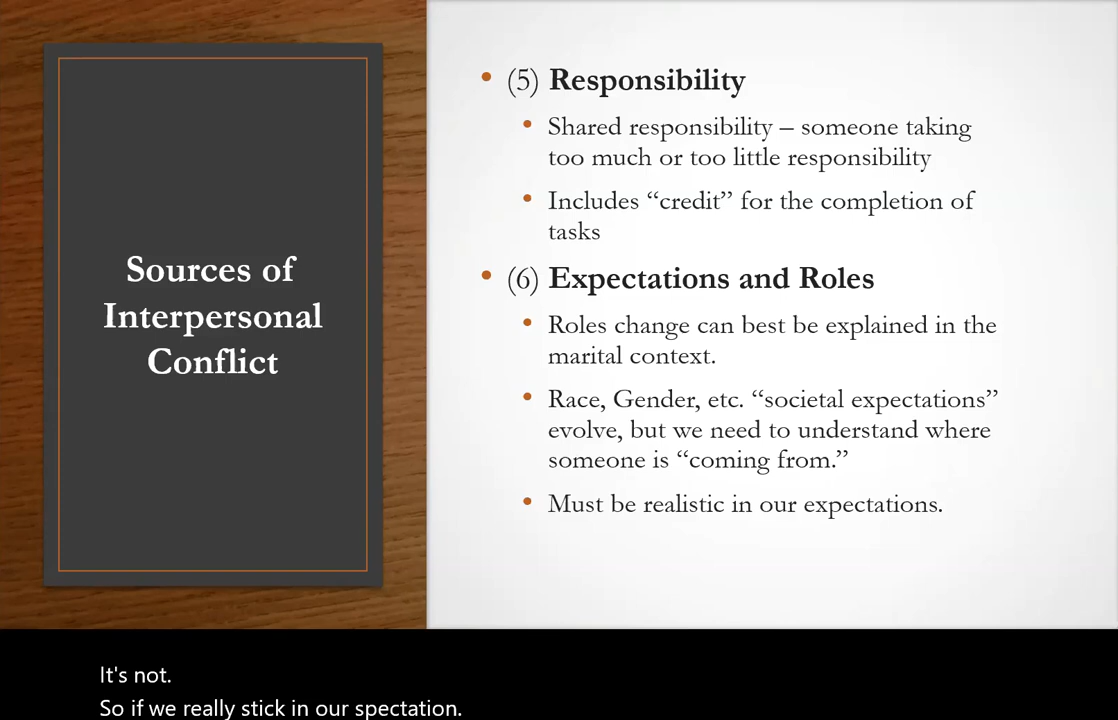 Sources of
Interpersonal
Conflict
• (5) Responsibility
• Shared responsibility – someone taking
too much or too little responsibility
• Includes “credit” for the completion of
tasks
• (6) Expectations and Roles
• Roles change can best be explained in the
marital context.
• Race, Gender, etc. “societal expectations”
evolve, but we need to understand where
someone is “coming from.”
• Must be realistic in our expectations.
It's not.
So if we really stick in our spectation.